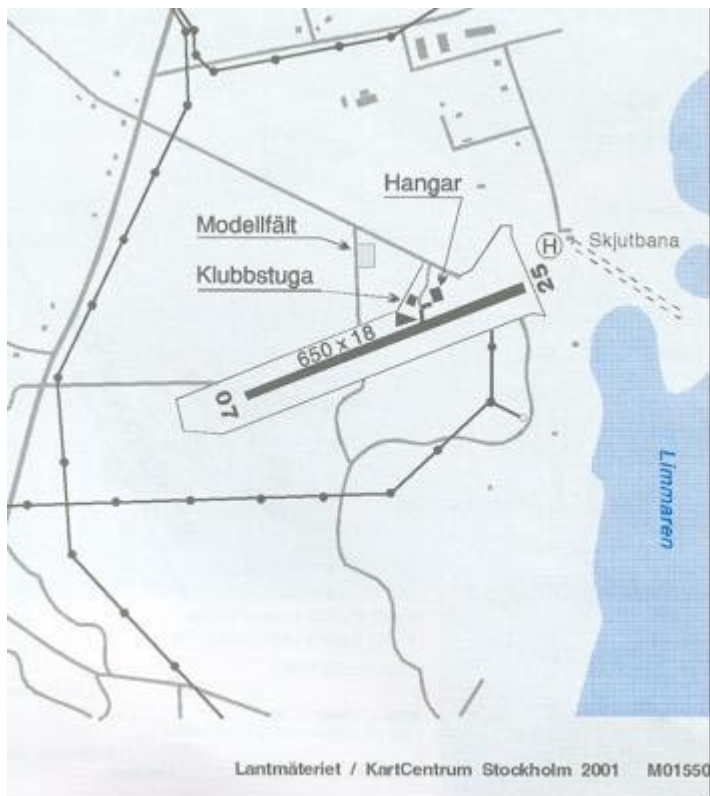 Hangar
Modellfält
H
Skjutbana
Klubbstuga
25
650 x 18
07
Limmaren
Lantmäteriet / KartCentrum Stockholm 2001 M01550